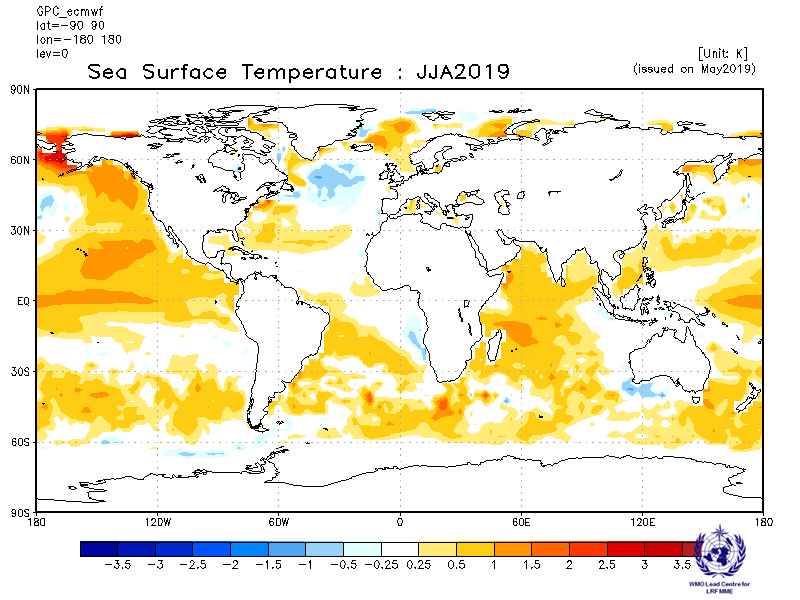 GPC_ecmwf
lat=-90 90
lon=-180 180
lev=0
[Unit: K]
Sea Surface Temperature : JJA2019
(issued on May2019)
90N
60N
30N
EQ
30S
60S
90S
180 120W 60W 0 60E 120E 180
-3.5 -3 -2.5 -2 -1.5 -1 -0.5 -0.25 0.25 0.5 1 1.5 2 2.5 3 3.5
WMO Lead Centre for
LRF MME